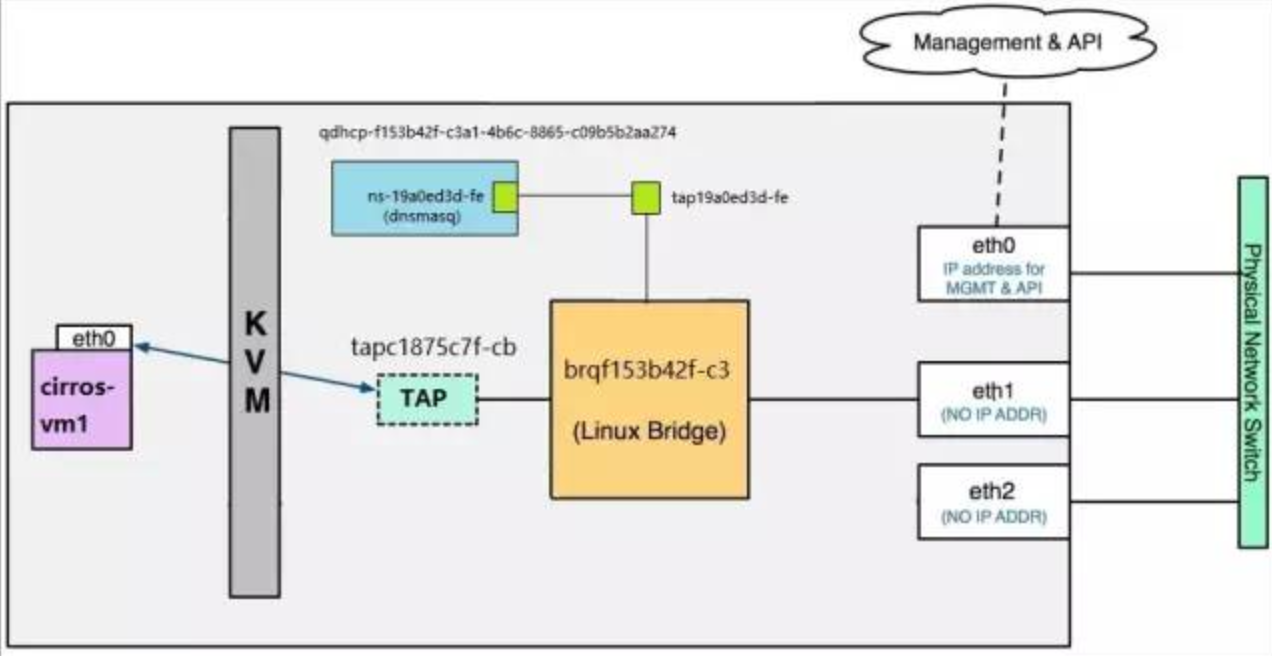 Management & API
qdhcp-f153b42f-c3a1-4b6c-8865-c09b5b2aa274
ns-19a0ed3d-fe
(dnsmasq)
tap19a0ed3d-fe
eth0
IP address for
MGMT & API
KVM
eth0
cirros-
vm1
tapc1875c7f-cb
TAP
brqf153b42f-c3
(Linux Bridge)
eth1
(NO IP ADDR)
eth2
(NO IP ADDR)
Physical Network Switch